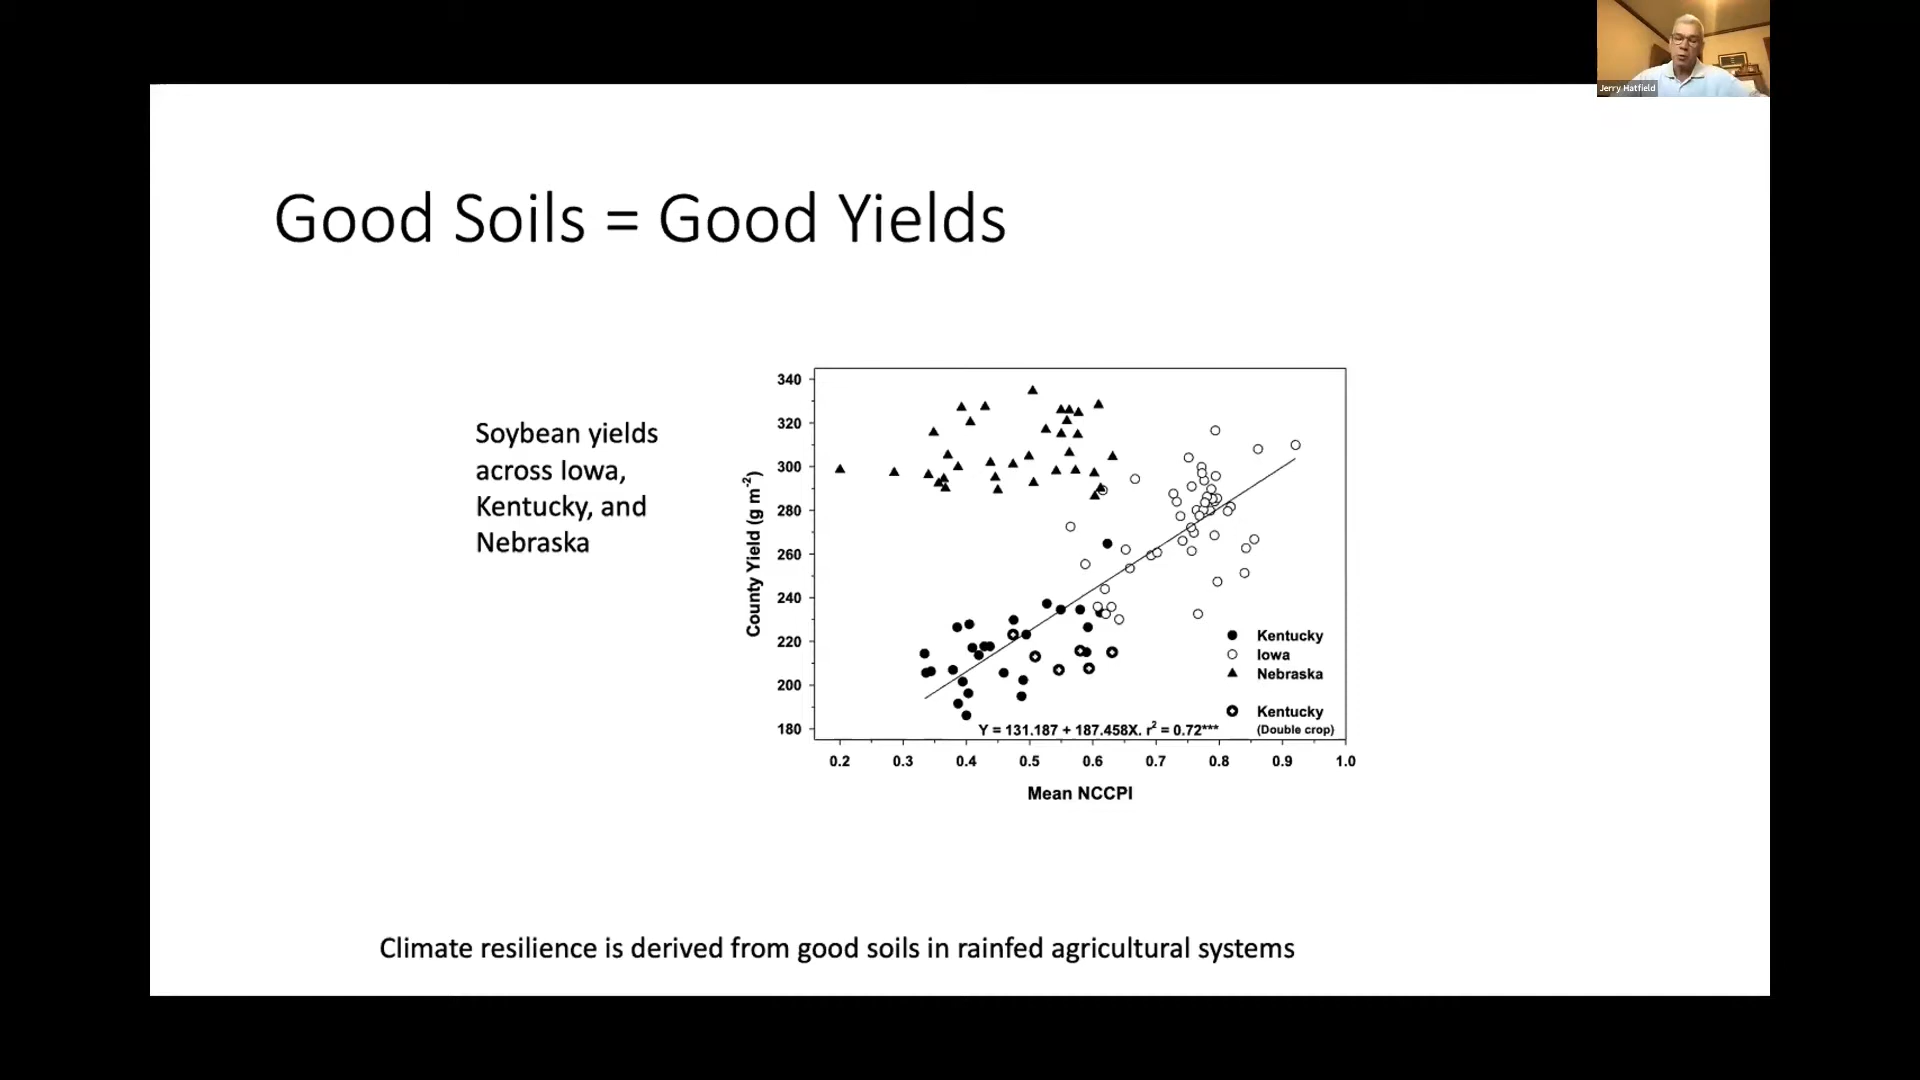 Jerry Hatfield
Good Soils = Good Yields
Soybean yields
across Iowa,
Kentucky, and
Nebraska
County Yield (g m-2)
340
320
300
280
260
240
220
200
180
Kentucky
Iowa
Nebraska
Kentucky
(Double crop)
Y = 131.187 + 187.458X. r2 = 0.72***
0.2 0.3 0.4 0.5 0.6 0.7 0.8 0.9 1.0
Mean NCCPI
Climate resilience is derived from good soils in rainfed agricultural systems